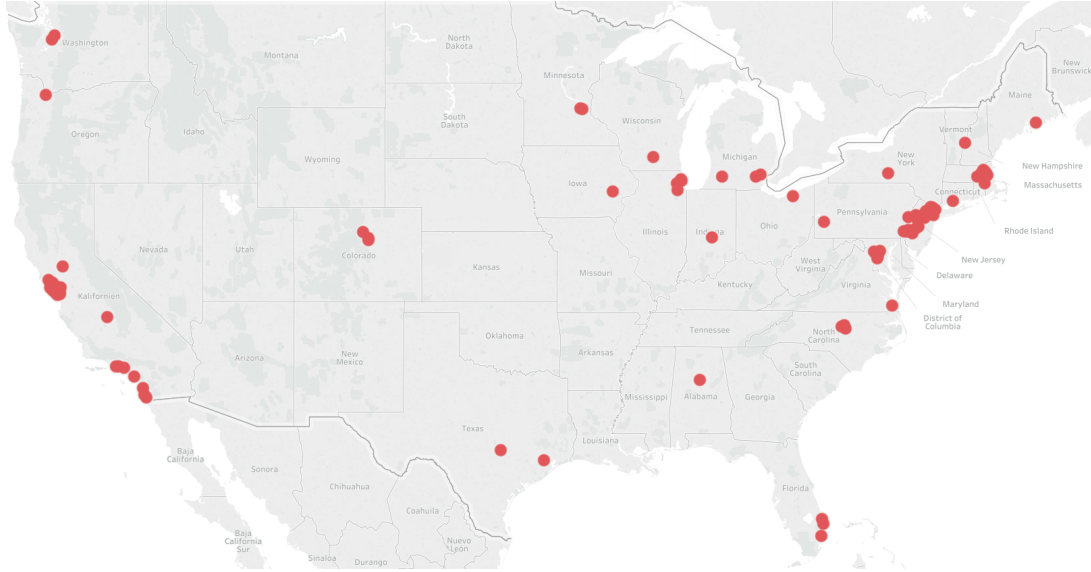 Washington
Montana
North
Dakota
Minnesota
New
Brunswick
Maine
Oregon
Idaho
South
Dakota
Wisconsin
Vermont
Wyoming
Michigan
New
York
New Hampshire
Massachusetts
Iowa
Connecticut
Pennsylvania
Nevada
Utah
Colorado
Illinois
Indiana
Ohio
Rhode Island
Kansas
Missouri
West
Virginia
New Jersey
Delaware
Kalifornien
Kentucky
Virginia
Maryland
District of
Columbia
Oklahoma
Tennessee
North
Carolina
Arizona
New
Mexico
Arkansas
South
Carolina
Mississippi
Alabama
Georgia
Texas
Louisiana
Baja
California
Sonora
Chihuahua
Florida
Coahuila
Baja
California
Sur
Nuevo
León
Sinaloa
Durango